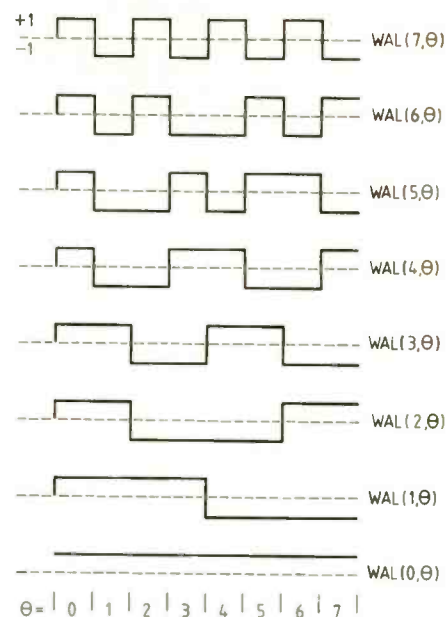 +1
-1
WAL(7,θ)
WAL(6,θ)
WAL(5,θ)
WAL(4,θ)
WAL(3,θ)
WAL(2,θ)
WAL(1,θ)
WAL(0,θ)
θ= | 0 | 1 | 2 | 3 | 4 | 5 | 6 | 7 |